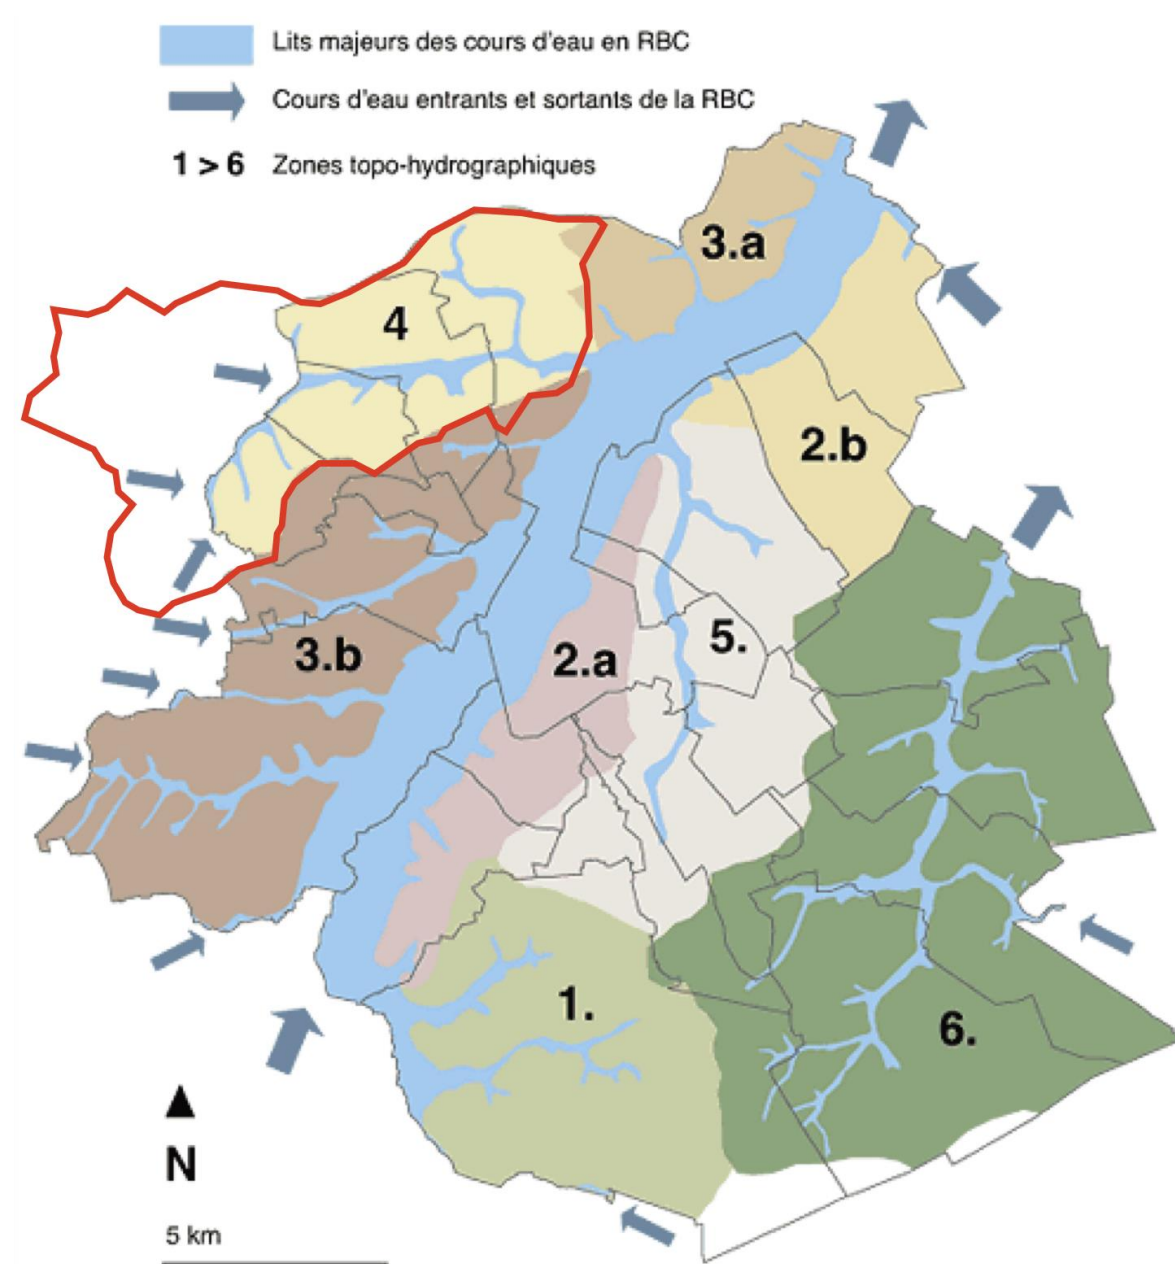 Lits majeurs des cours d'eau en RBC
Cours d'eau entrants et sortants de la RBC
1 > 6 Zones topo-hydrographiques
3.a
4
2.b
5.
3.b
2.a
1.
6.
N
5 km